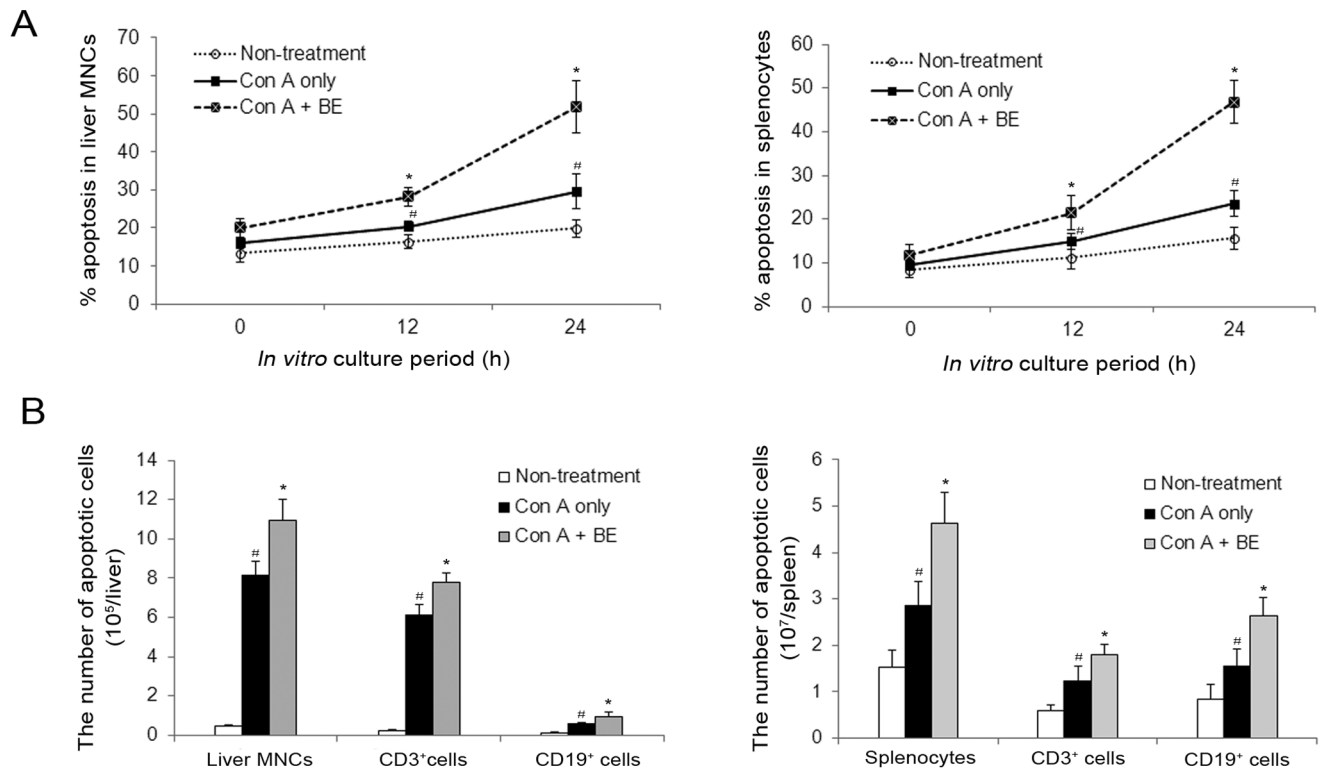 A
% apoptosis in liver MNCs
70
60
50
40
30
20
10
0
Non-treatment
Con A only
Con A + BE
*
*
#
#
0 12 24
In vitro culture period (h)
% apoptosis in splenocytes
60
50
40
30
20
10
0
Non-treatment
Con A only
Con A + BE
*
*
#
#
0 12 24
In vitro culture period (h)
B
The number of apoptotic cells
(10⁵/liver)
14
12
10
8
6
4
2
0
Non-treatment
Con A only
Con A + BE
# *
# *
# *
Liver MNCs CD3⁺cells CD19⁺ cells
The number of apoptotic cells
(10⁷/spleen)
6
5
4
3
2
1
0
Non-treatment
Con A only
Con A + BE
# *
# *
# *
Splenocytes CD3⁺ cells CD19⁺ cells